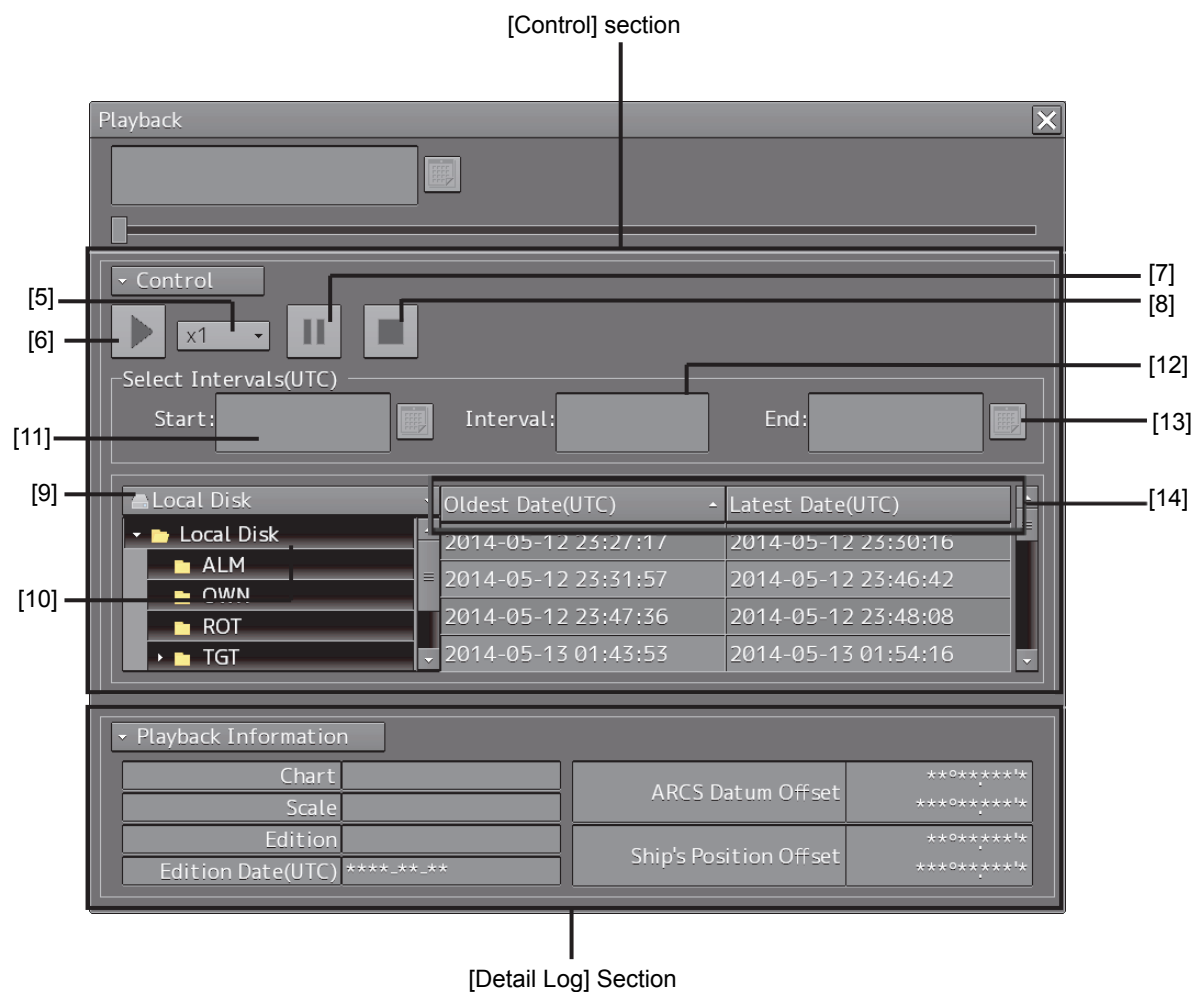 [Control] section
Playback
Control
[7]
[5]
[8]
[6]
x1
[12]
Select Intervals(UTC)
Start:
Interval:
End:
[11]
[13]
[9]
Local Disk
Oldest Date(UTC)
Latest Date(UTC)
[14]
Local Disk
2014-05-12 23:27:17
2014-05-12 23:30:16
ALM
2014-05-12 23:31:57
2014-05-12 23:46:42
[10]
OWN
ROT
2014-05-12 23:47:36
2014-05-12 23:48:08
TGT
2014-05-13 01:43:53
2014-05-13 01:54:16
Playback Information
Chart
Scale
Edition
Edition Date(UTC)
****-**-**
ARCS Datum Offset
**°**.***'*
***°**.***'*
Ship's Position Offset
**°**.***'*
***°**.***'*
[Detail Log] Section